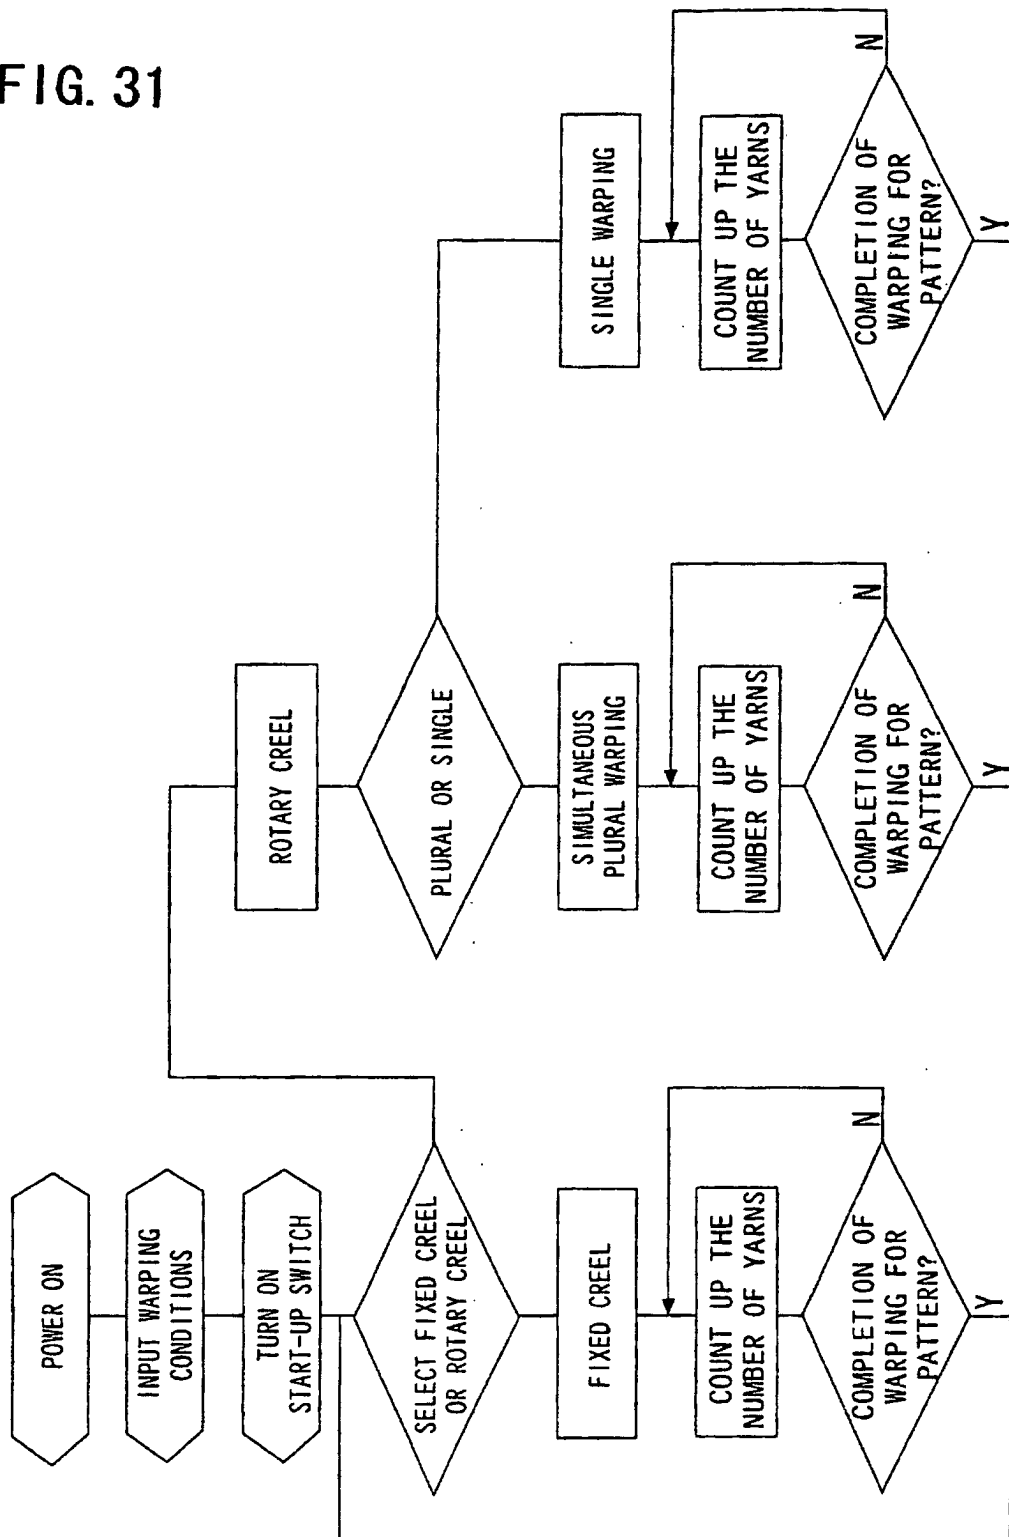 FIG. 31
POWER ON
INPUT WARPING
CONDITIONS
TURN ON
START-UP SWITCH
SELECT FIXED CREEL
OR ROTARY CREEL
FIXED CREEL
COUNT UP THE
NUMBER OF YARNS
COMPLETION OF
WARPING FOR
PATTERN?
N
Y
ROTARY CREEL
PLURAL OR SINGLE
SIMULTANEOUS
PLURAL WARPING
COUNT UP THE
NUMBER OF YARNS
COMPLETION OF
WARPING FOR
PATTERN?
N
Y
SINGLE WARPING
COUNT UP THE
NUMBER OF YARNS
COMPLETION OF
WARPING FOR
PATTERN?
N
Y